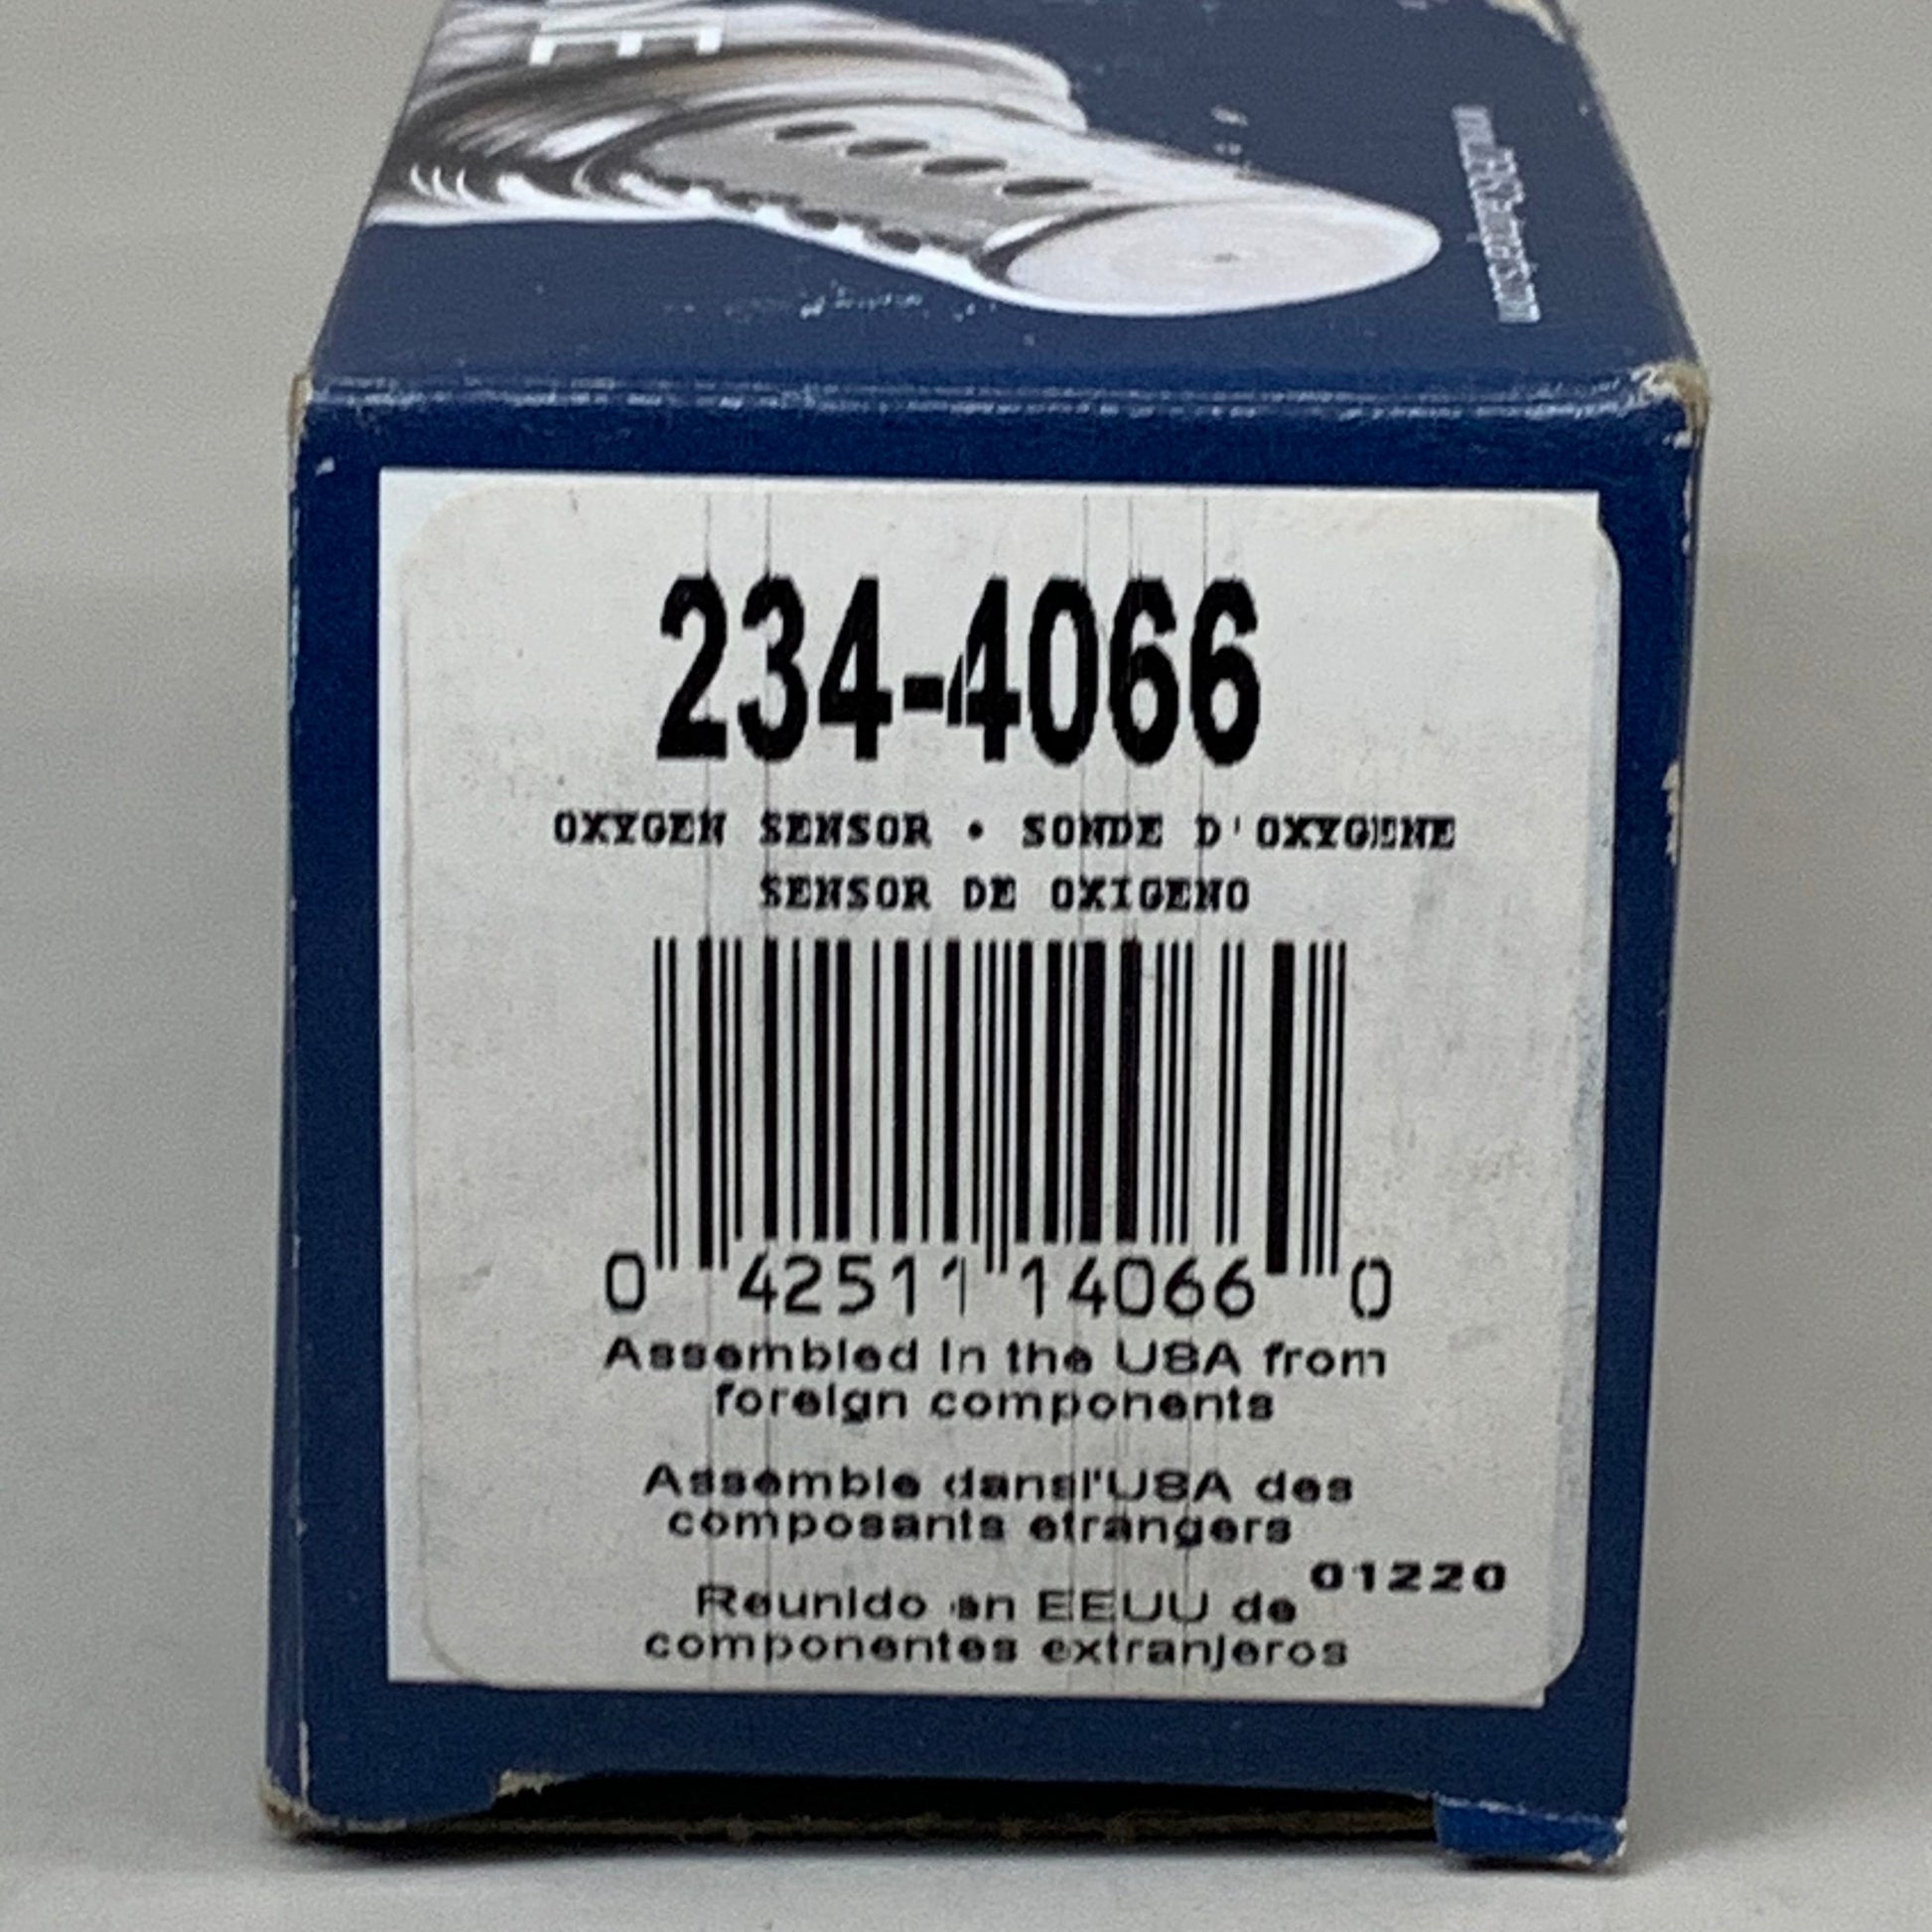 234-4066
OXYGEN SENSOR • SONDE D'OXYGENE
SENSOR DE OXIGENO
0 42511 14066 0
Assembled in the USA from
foreign components
Assemble dansl'USA des
composants etrangers
01220
Reunido en EEUU de
componentes extranjeros